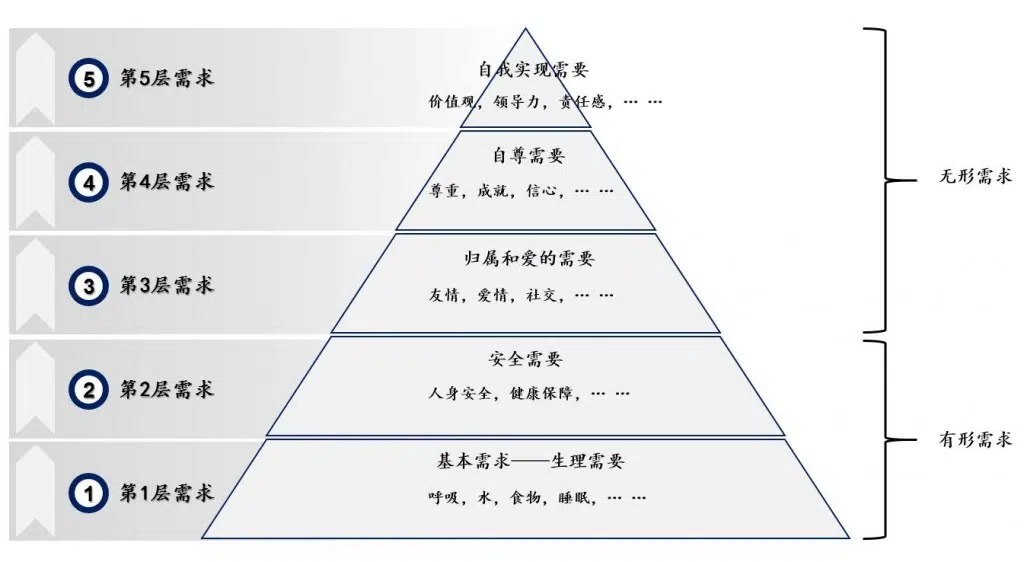 5 第5层需求
自我实现需要
价值观，领导力，责任感，… …
4 第4层需求
自尊需要
尊重，成就，信心，… …
无形需求
3 第3层需求
归属和爱的需要
友情，爱情，社交，… …
2 第2层需求
安全需要
人身安全，健康保障，… …
有形需求
1 第1层需求
基本需求——生理需要
呼吸，水，食物，睡眠，… …